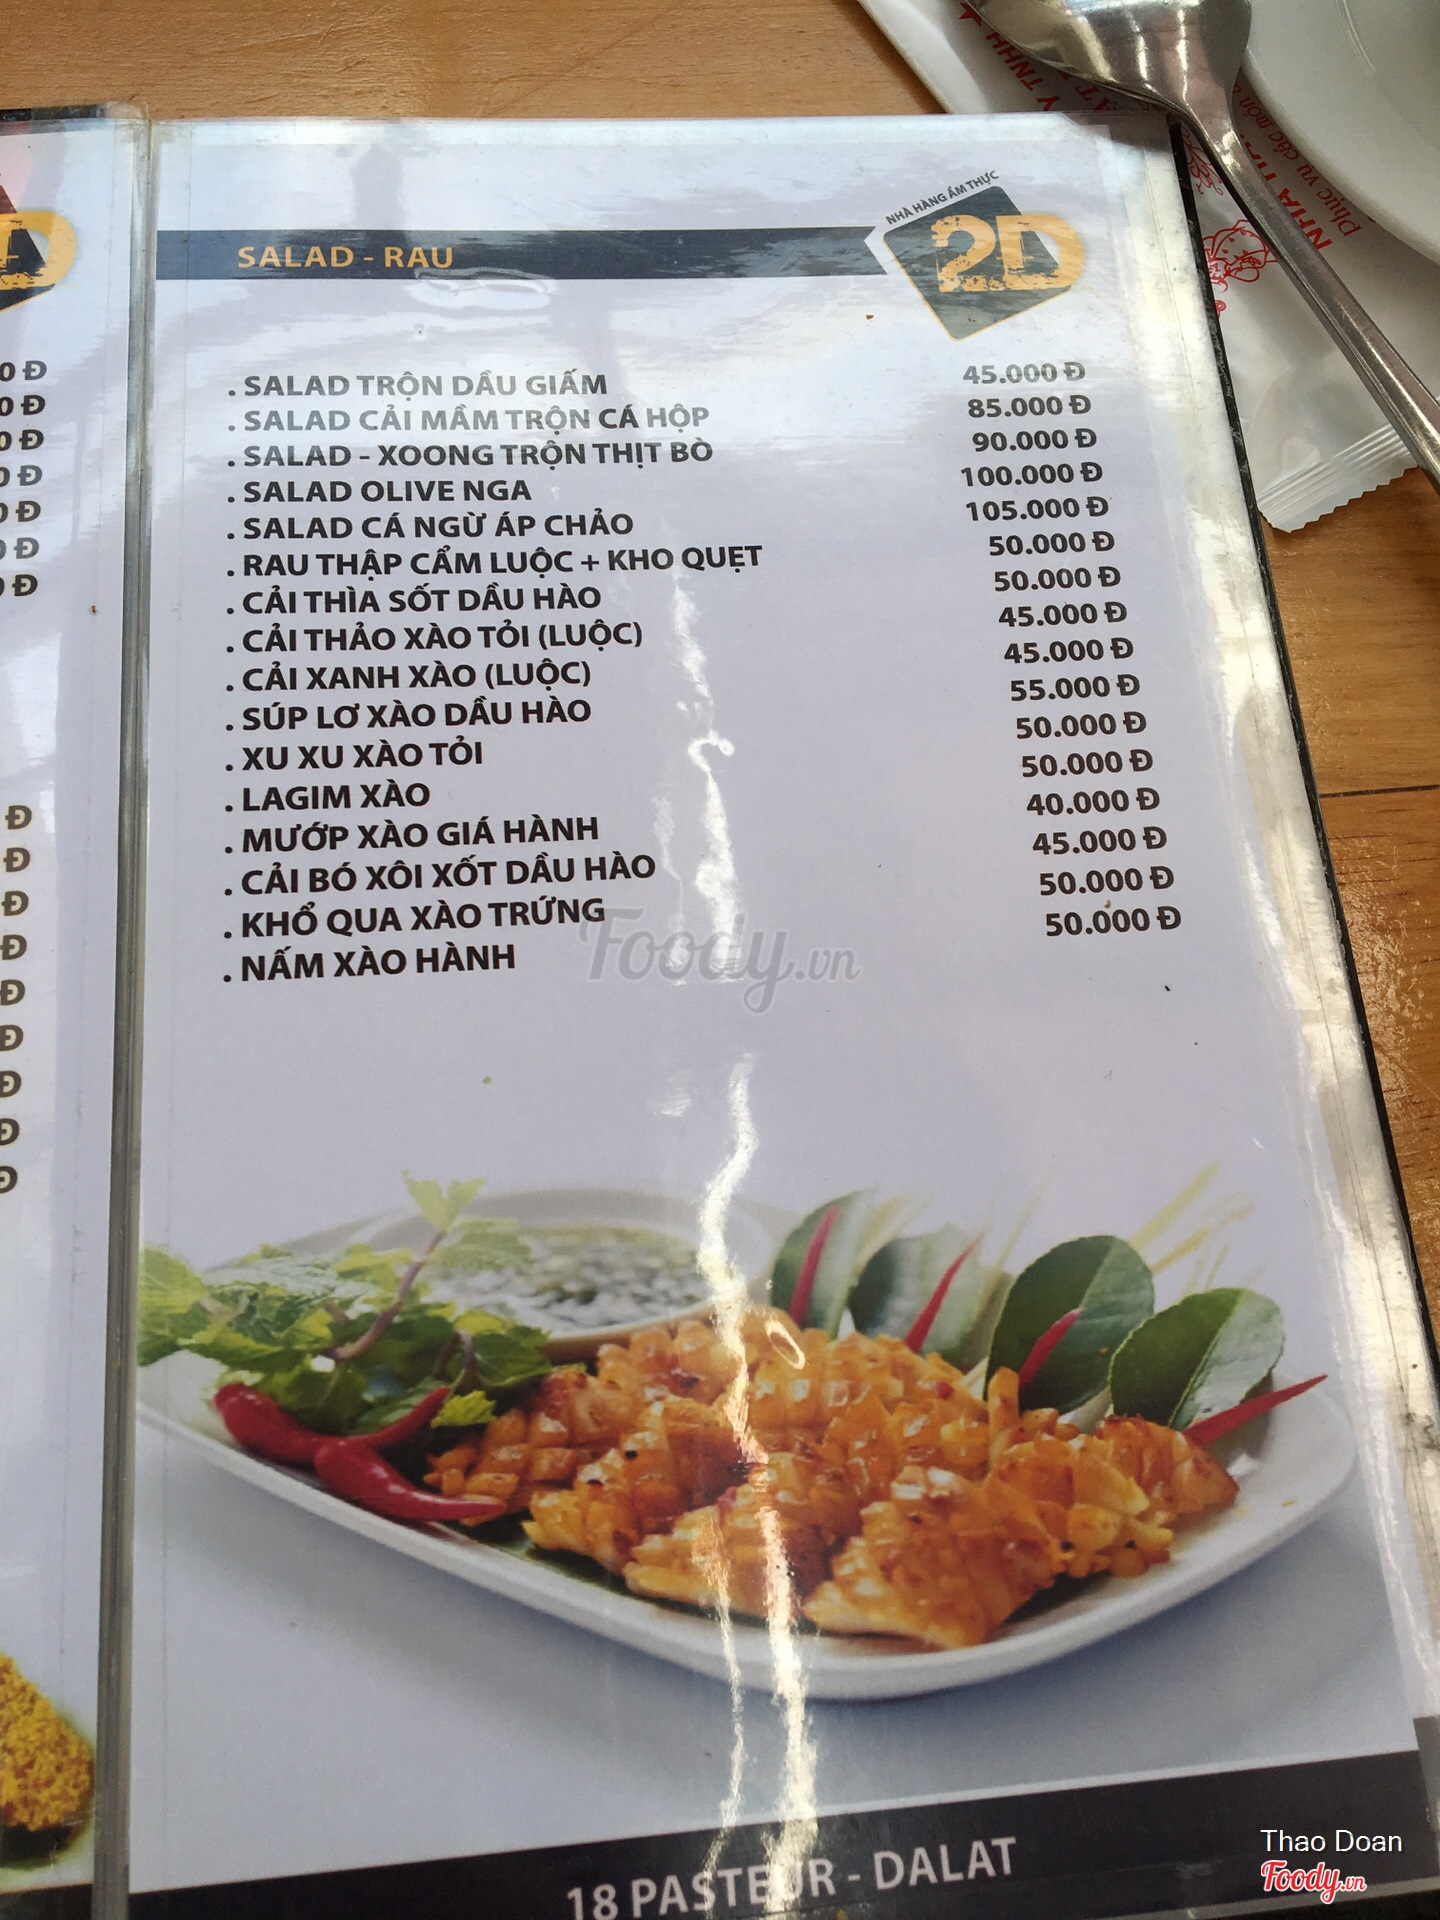 NHÀ HÀNG ẨM THỰC
2D
SALAD - RAU
. SALAD TRỘN DẦU GIẤM 45.000 Đ
. SALAD CẢI MẦM TRỘN CÁ HỘP 85.000 Đ
. SALAD - XOONG TRỘN THỊT BÒ 90.000 Đ
. SALAD OLIVE NGA 100.000 Đ
. SALAD CÁ NGỪ ÁP CHẢO 105.000 Đ
. RAU THẬP CẨM LUỘC + KHO QUẸT 50.000 Đ
. CẢI THÌA SỐT DẦU HÀO 50.000 Đ
. CẢI THẢO XÀO TỎI (LUỘC) 45.000 Đ
. CẢI XANH XÀO (LUỘC) 45.000 Đ
. SÚP LƠ XÀO DẦU HÀO 55.000 Đ
. XU XU XÀO TỎI 50.000 Đ
. LAGIM XÀO 50.000 Đ
. MƯỚP XÀO GIÁ HÀNH 40.000 Đ
. CẢI BÓ XÔI XỐT DẦU HÀO 45.000 Đ
. KHỔ QUA XÀO TRỨNG 50.000 Đ
. NẤM XÀO HÀNH 50.000 Đ
Foody.vn
18 PASTEUR - DALAT
Thao Doan
Foody.vn